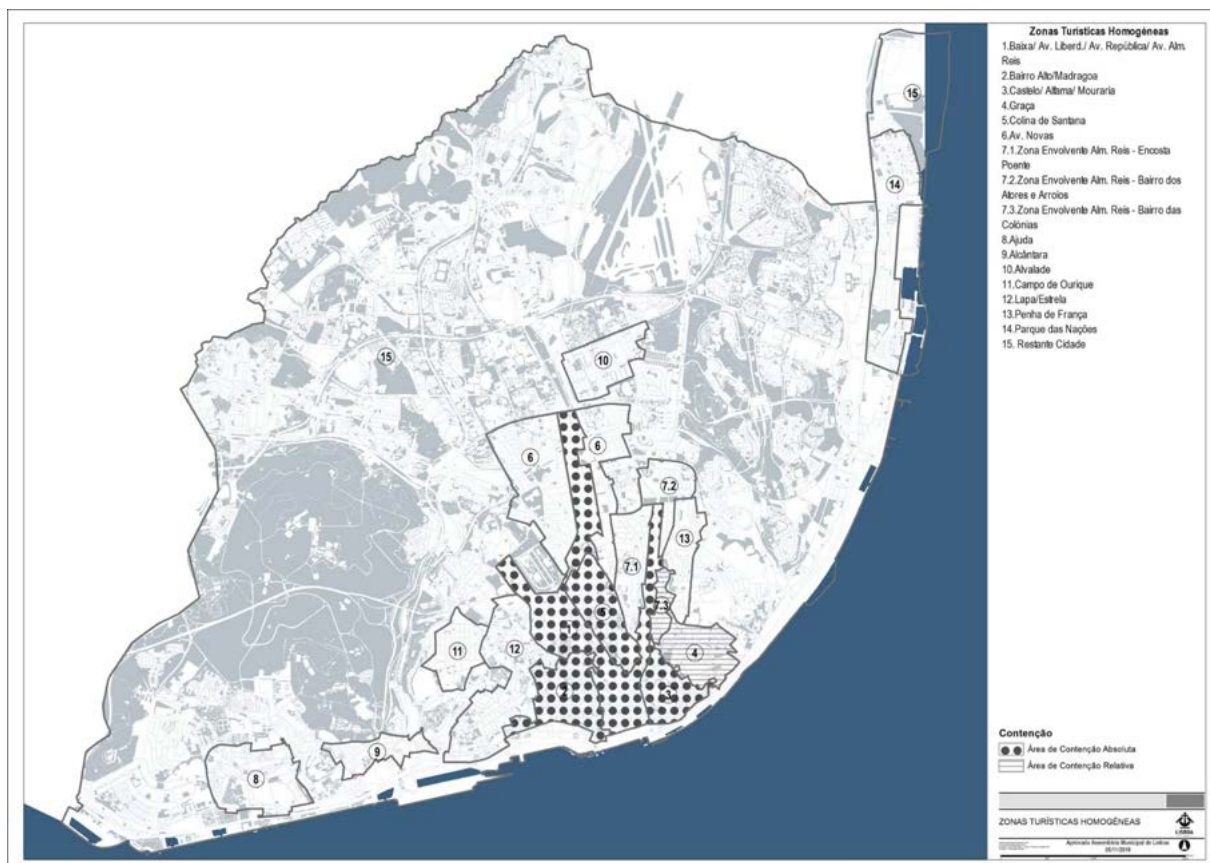 Zonas Turísticas Homogéneas
1.Baixa/ Av. Liberd./ Av. República/ Av. Alm.
Reis
2.Bairro Alto/Madragoa
3.Castelo/ Alfama/ Mouraria
4.Graça
5.Colina de Santana
6.Av. Novas
7.1.Zona Envolvente Alm. Reis - Encosta
Poente
7.2.Zona Envolvente Alm. Reis - Bairro dos
Atores e Arroios
7.3.Zona Envolvente Alm. Reis - Bairro das
Colónias
8.Ajuda
9.Alcântara
10.Alvalade
11.Campo de Ourique
12.Lapa/Estrela
13.Penha de França
14.Parque das Nações
15. Restante Cidade
15
14
15
10
6
6
7.2
13
7.1
7.3
5
1
11
12
4
2
3
9
8
Contenção
Área de Contenção Absoluta
Área de Contenção Relativa
ZONAS TURÍSTICAS HOMOGÉNEAS
LISBOA
Aprovado Assembleia Municipal de Lisboa